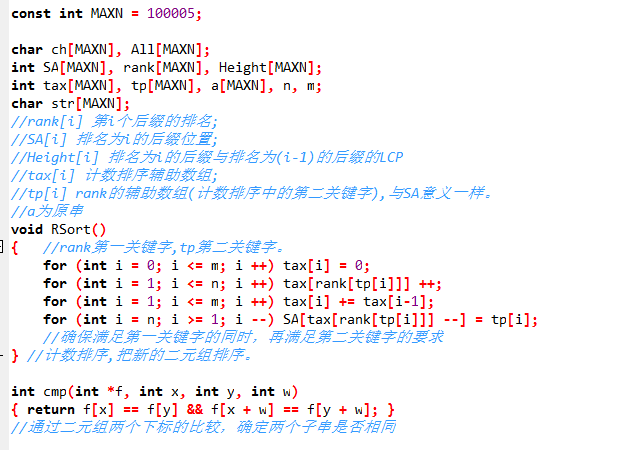 const int MAXN = 100005;
char ch[MAXN], All[MAXN];
int SA[MAXN], rank[MAXN], Height[MAXN];
int tax[MAXN], tp[MAXN], a[MAXN], n, m;
char str[MAXN];
//rank[i] 第i个后缀的排名;
//SA[i] 排名为i的后缀位置;
//Height[i] 排名为i的后缀与排名为(i-1)的后缀的LCP
//tax[i] 计数排序辅助数组;
//tp[i] rank的辅助数组(计数排序中的第二关键字),与SA意义一样。
//a为原串
void RSort()
{   //rank第一关键字,tp第二关键字。
    for (int i = 0; i <= m; i ++) tax[i] = 0;
    for (int i = 1; i <= n; i ++) tax[rank[tp[i]]] ++;
    for (int i = 1; i <= m; i ++) tax[i] += tax[i-1];
    for (int i = n; i >= 1; i --) SA[tax[rank[tp[i]]] --] = tp[i];
    //确保满足第一关键字的同时，再满足第二关键字的要求
} //计数排序,把新的二元组排序。
int cmp(int *f, int x, int y, int w)
{ return f[x] == f[y] && f[x + w] == f[y + w]; }
//通过二元组两个下标的比较，确定两个子串是否相同